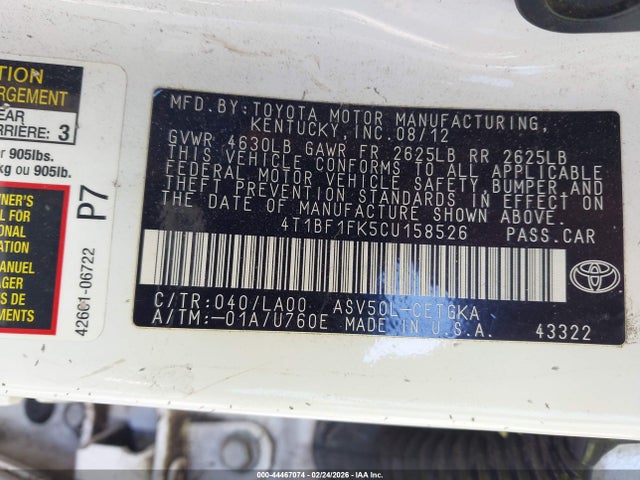 TION
RGEMENT
EAR
ARRIÈRE: 3
r 905lbs.
kg ou 905lb.
P7
42661-06722
NER'S
L FOR
ONAL
ATION
ANUEL
AGER
MENTS
MFD.BY:TOYOTA MOTOR MANUFACTURING,
KENTUCKY,INC.08/12
GVWR 4630LB GAWR FR 2625LB RR 2625LB
THIS VEHICLE CONFORMS TO ALL APPLICABLE
FEDERAL MOTOR VEHICLE SAFETY,BUMPER,AND
THEFT PREVENTION STANDARDS IN EFFECT ON
THE DATE OF MANUFACTURE SHOWN ABOVE.
4T1BF1FK5CU158526 PASS.CAR
C/TR:040/LA00 ASV50L-CETGKA
A/TM:-01A/U760E MADE IN U.S.A. 43322
000-44467074 - 02/24/2026 - IAAI Copyright